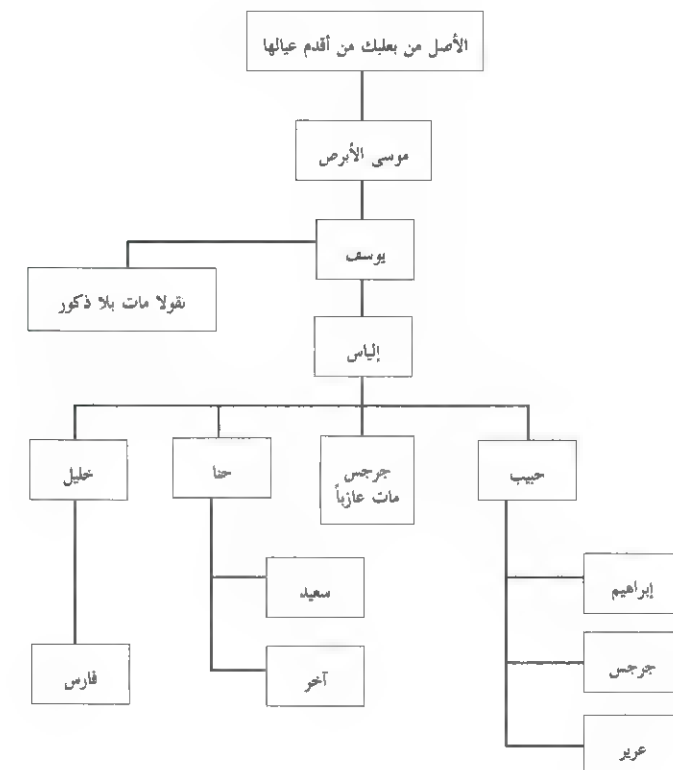 الأصل من بعلبك من أقدم عيالها
موسى الأبرص
يوسف
نقولا مات بلا ذكور
إلياس
حبيب
جرجس
مات عازباً
حنا
خليل
إبراهيم
سعيد
جرجس
آخر
فارس
عرير